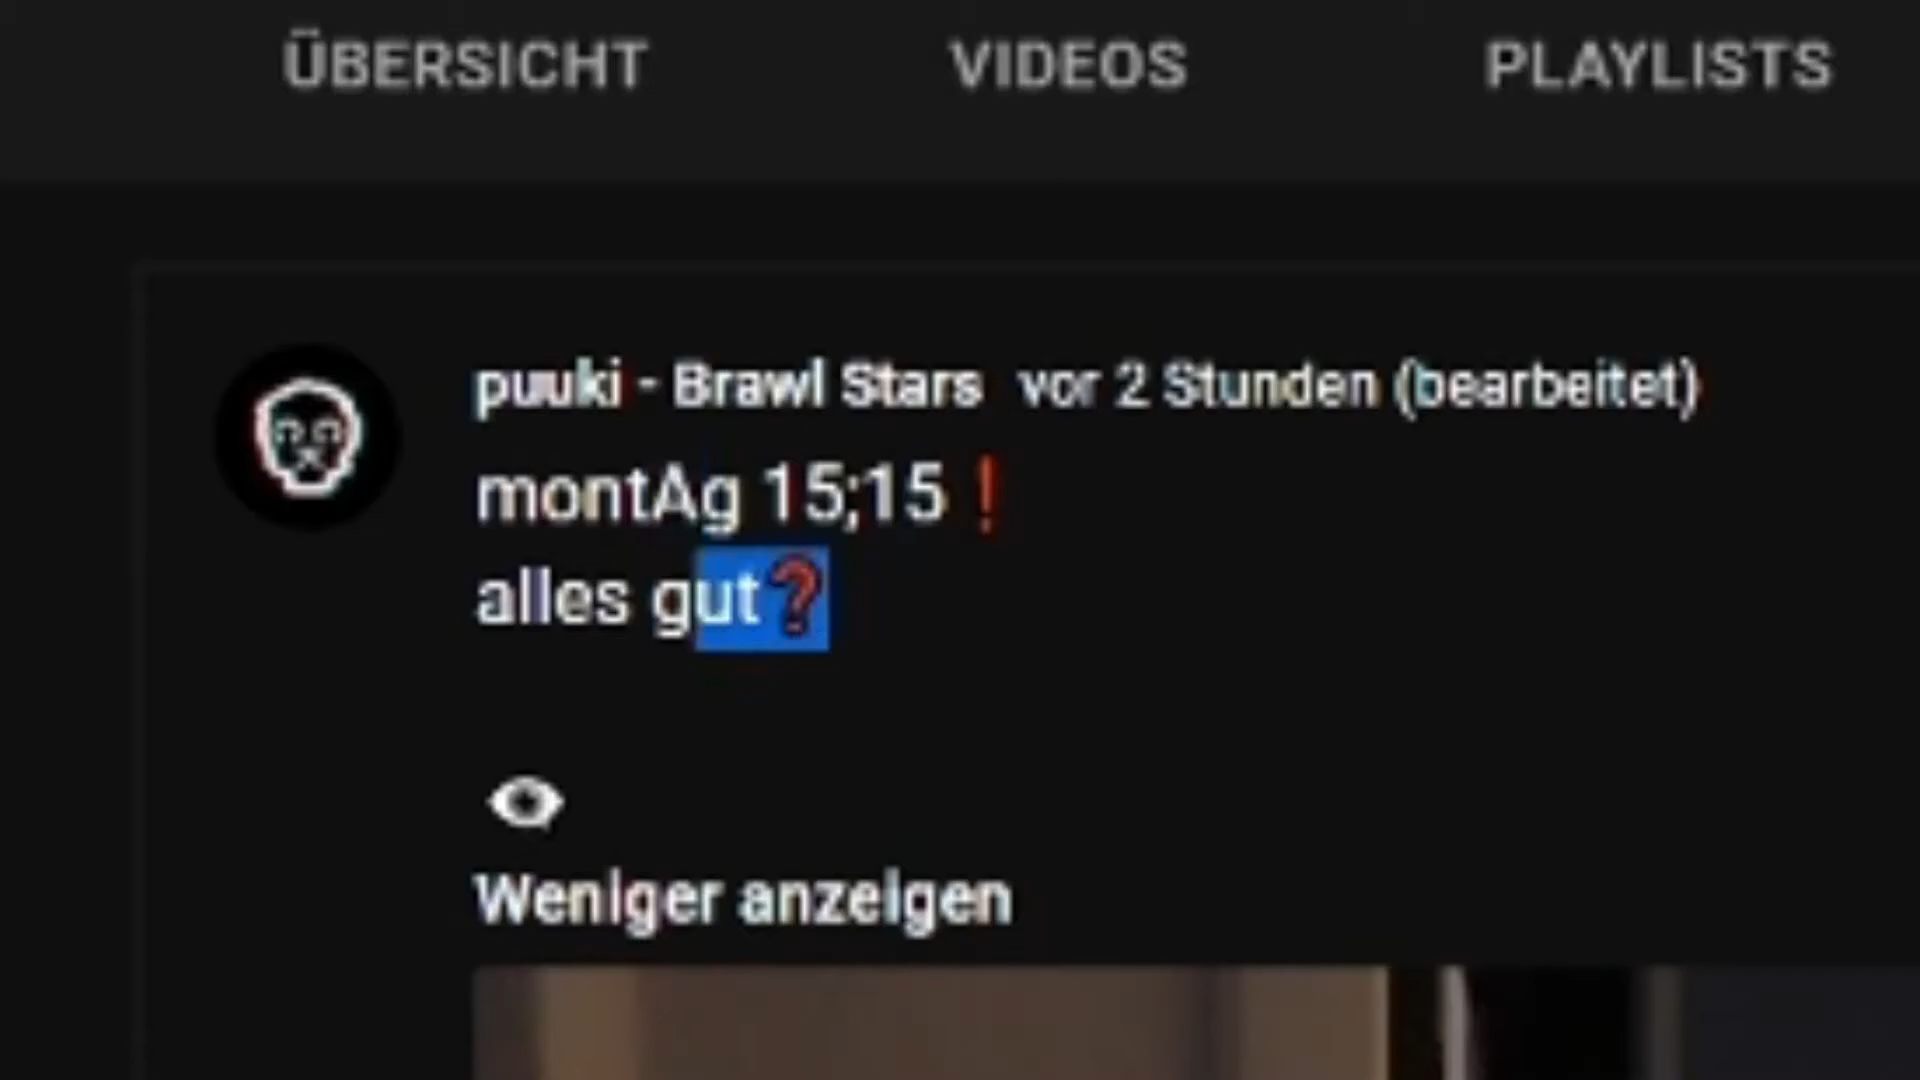 ÜBERSICHT VIDEOS PLAYLISTS
puuki - Brawl Stars vor 2 Stunden (bearbeitet)
montAg 15;15❗
alles gut❓
👁
Weniger anzeigen